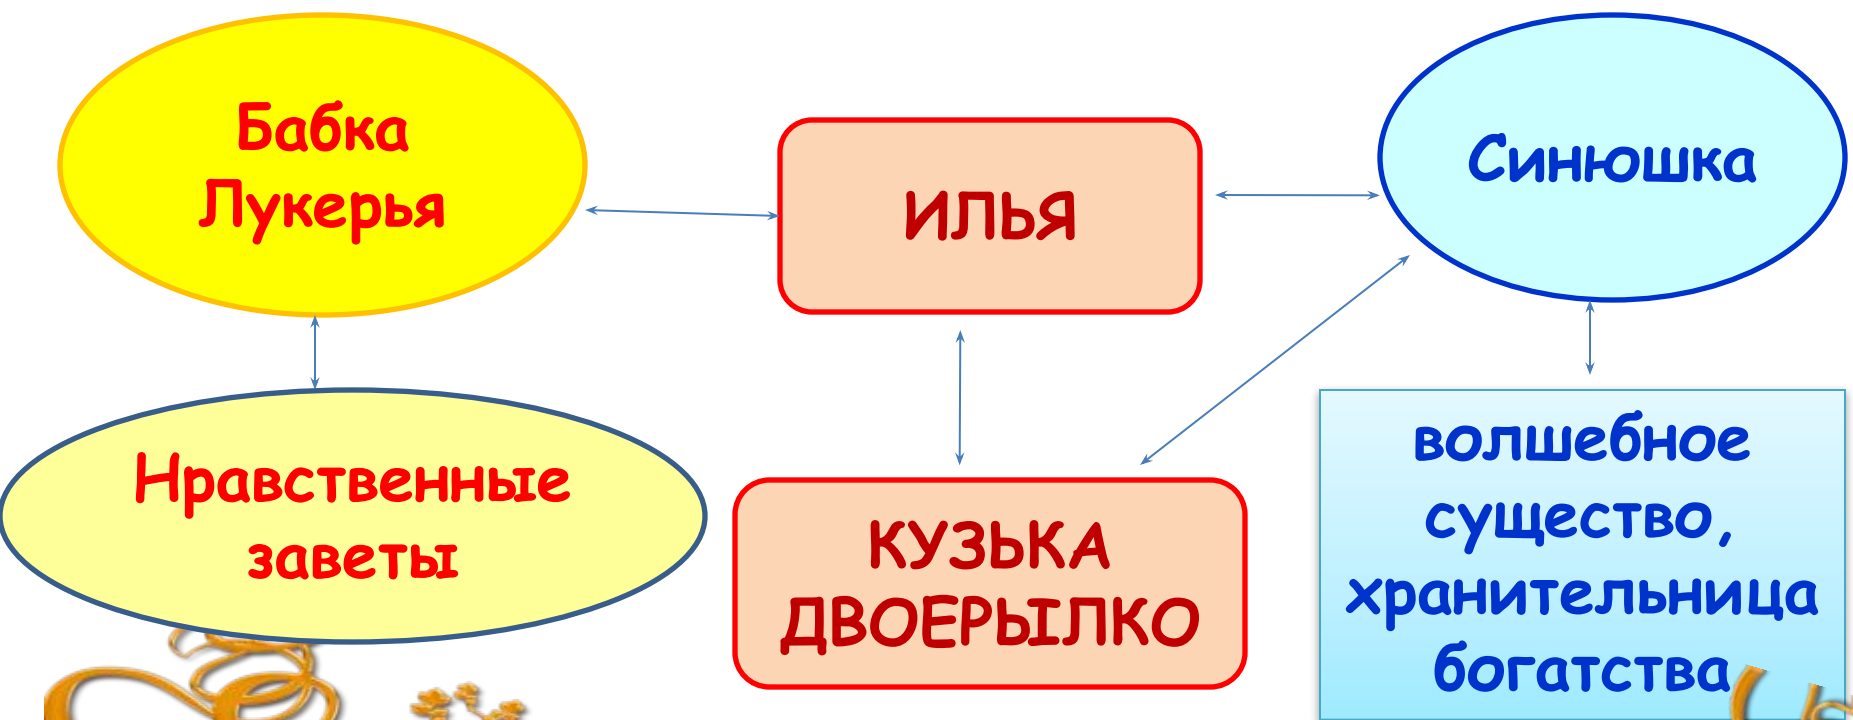 Бабка
Лукерья
ИЛЬЯ
Синюшка
Нравственные
заветы
КУЗЬКА
ДВОЕРЫЛКО
волшебное
существо,
хранительница
богатства